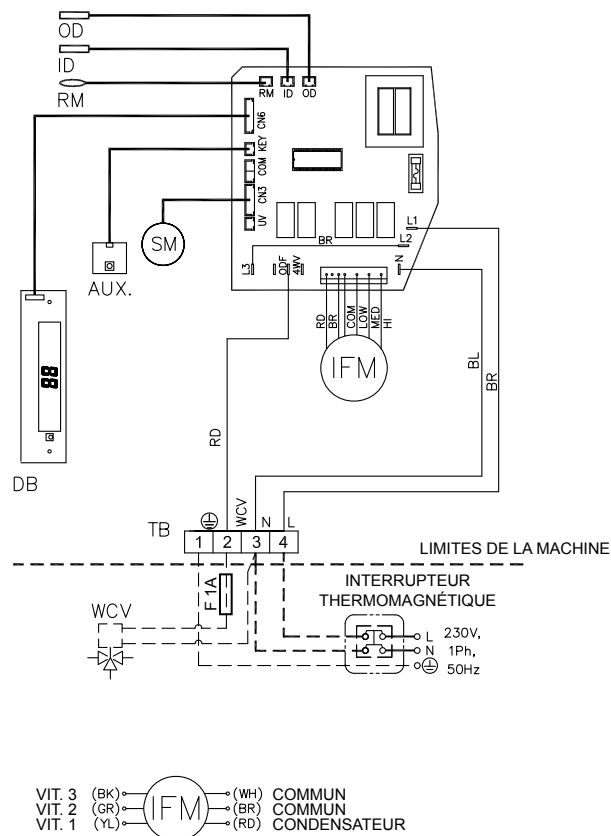 OD
ID
RM
RM ID OD
CN6
KEY
COM
CN3
UV
SM
AUX.
L1
L2
BR
L3
ODF
4WV
N
RD
BR
COM
LOW
MED
HI
IFM
BL
BR
RD
88
DB
TB
WCV
N
L
1 2 3 4
LIMITES DE LA MACHINE
F 1A
WCV
INTERRUPTEUR
THERMOMAGNÉTIQUE
L 230V,
N 1Ph,
50Hz
VIT. 3 (BK)
VIT. 2 (GR)
VIT. 1 (YL)
IFM
(WH) COMMUN
(BR) COMMUN
(RD) CONDENSATEUR